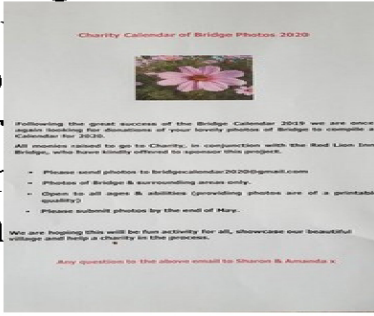 Charity Calendar of Bridge Photos 2020
Following the great success of the Bridge Calendar 2019 we are once
again looking for donations of your lovely photos of Bridge to compile a
Calendar for 2020.
All monies raised to go to Charity, in conjunction with the Red Lion Inn
Bridge, who have kindly offered to sponsor this project.
• Please send photos to bridgecalendar2020@gmail.com
• Photos of Bridge & surrounding areas only.
• Open to all ages & abilities (providing photos are of a printable
quality)
• Please submit photos by the end of May.
We are hoping this will be fun activity for all, showcase our beautiful
village and help a charity in the process.
Any question to the above email to Sharon & Amanda x